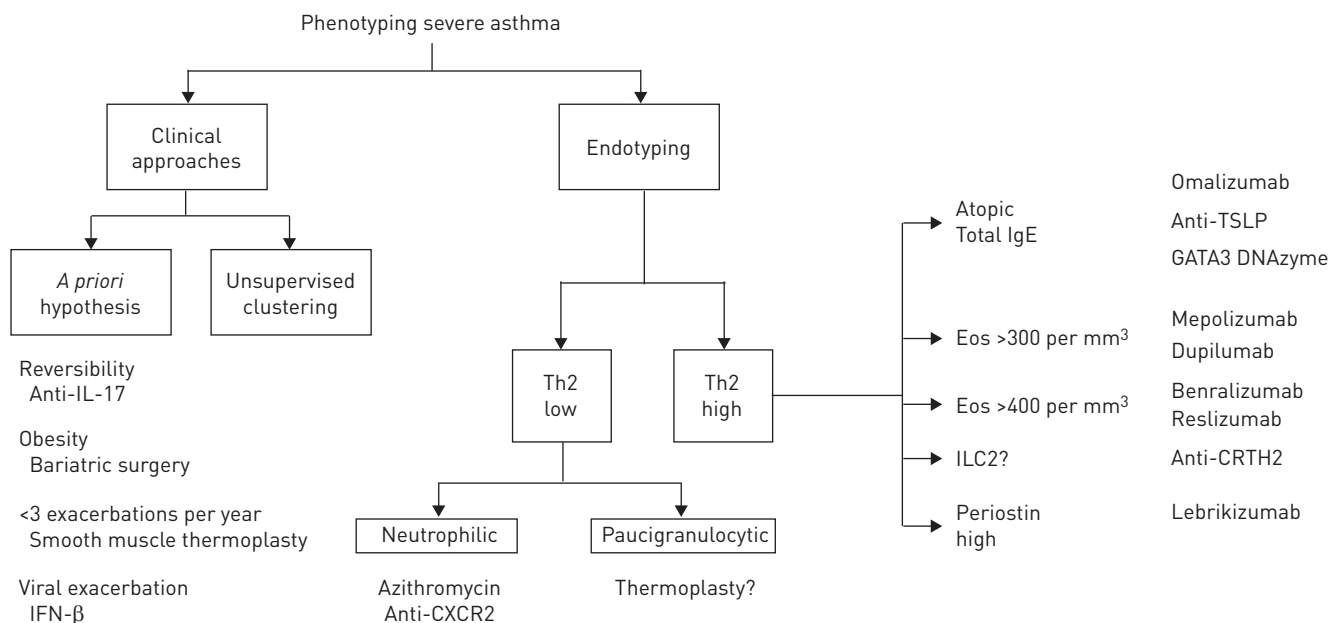 Phenotyping severe asthma
Clinical
approaches
Endotyping
A priori
hypothesis
Unsupervised
clustering
Reversibility
Anti-IL-17
Obesity
Bariatric surgery
<3 exacerbations per year
Smooth muscle thermoplasty
Viral exacerbation
IFN-β
Th2
low
Th2
high
Neutrophilic
Paucigranulocytic
Azithromycin
Anti-CXCR2
Thermoplasty?
Atopic
Total IgE
Omalizumab
Anti-TSLP
GATA3 DNAzyme
Eos >300 per mm³
Mepolizumab
Dupilumab
Eos >400 per mm³
Benralizumab
Reslizumab
ILC2?
Anti-CRTH2
Periostin
high
Lebrikizumab